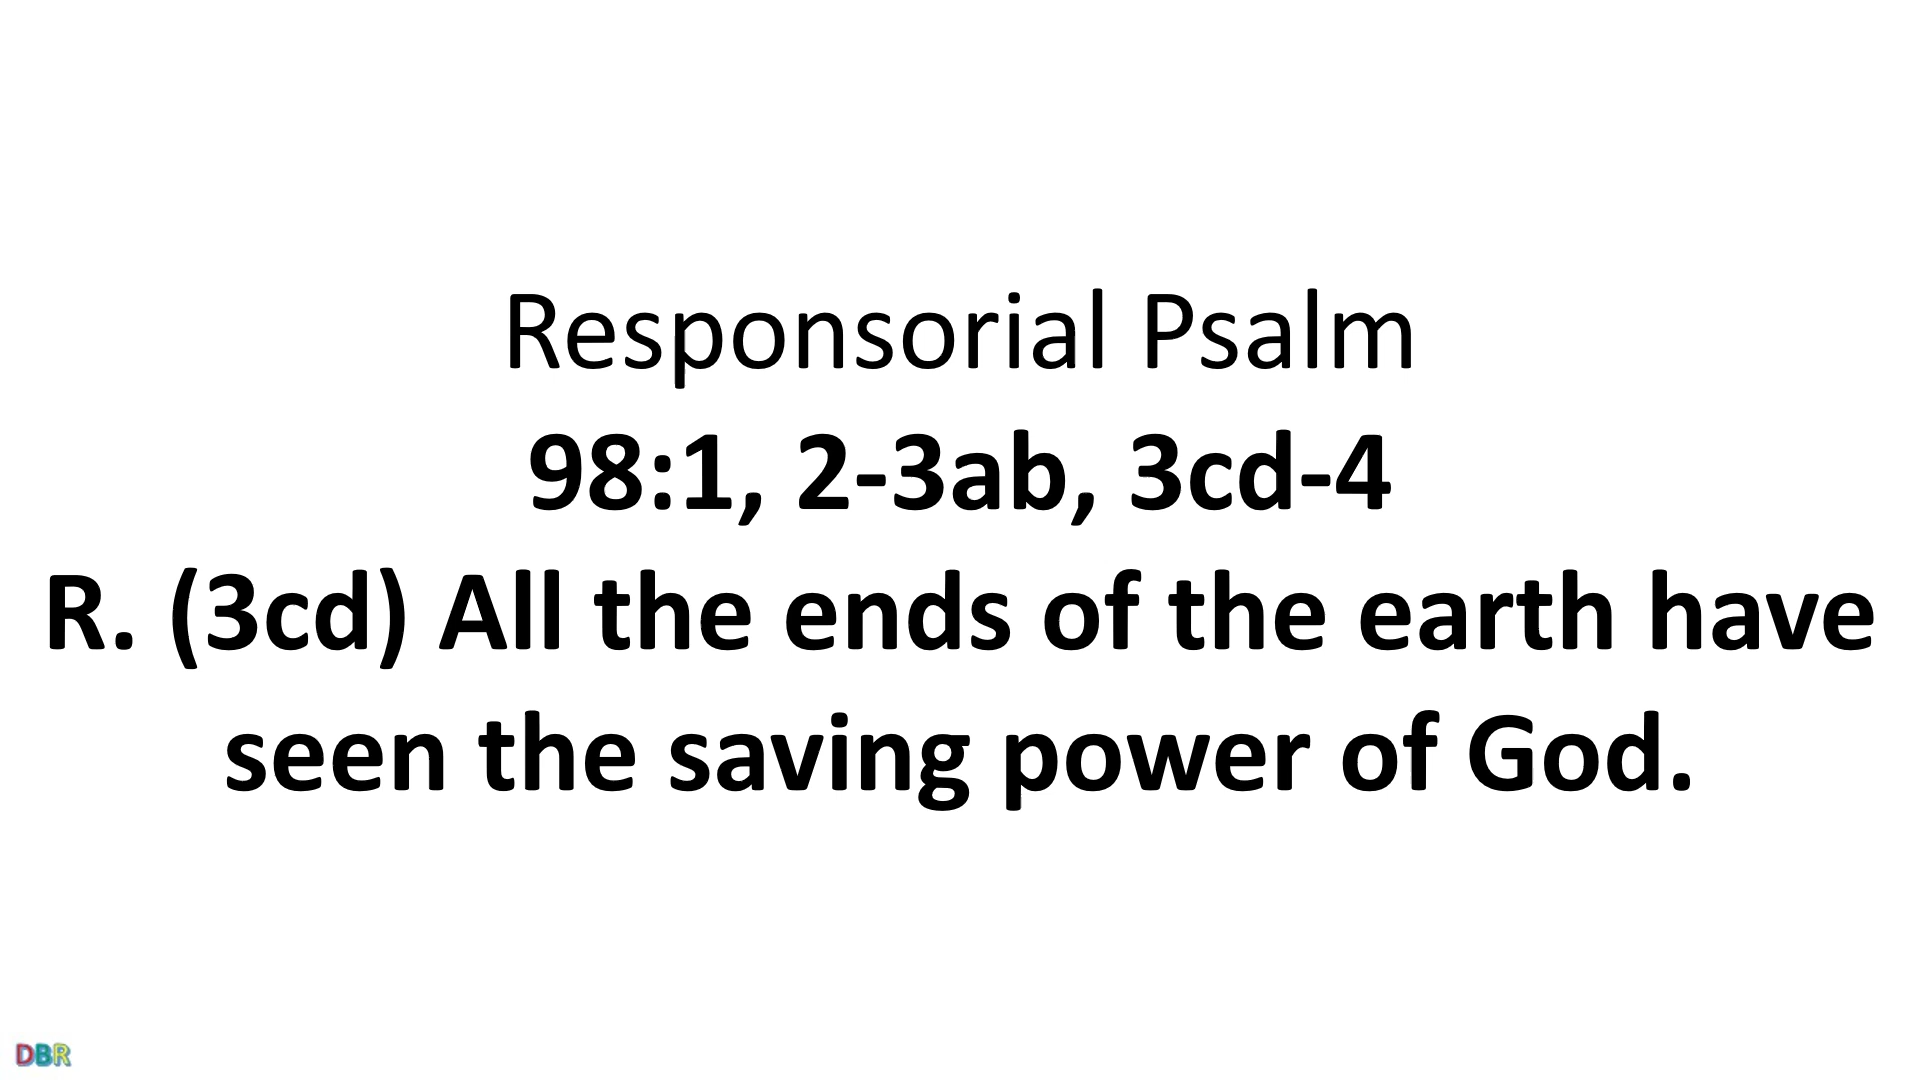 Responsorial Psalm
98:1, 2-3ab, 3cd-4
R. (3cd) All the ends of the earth have
seen the saving power of God.
DBR